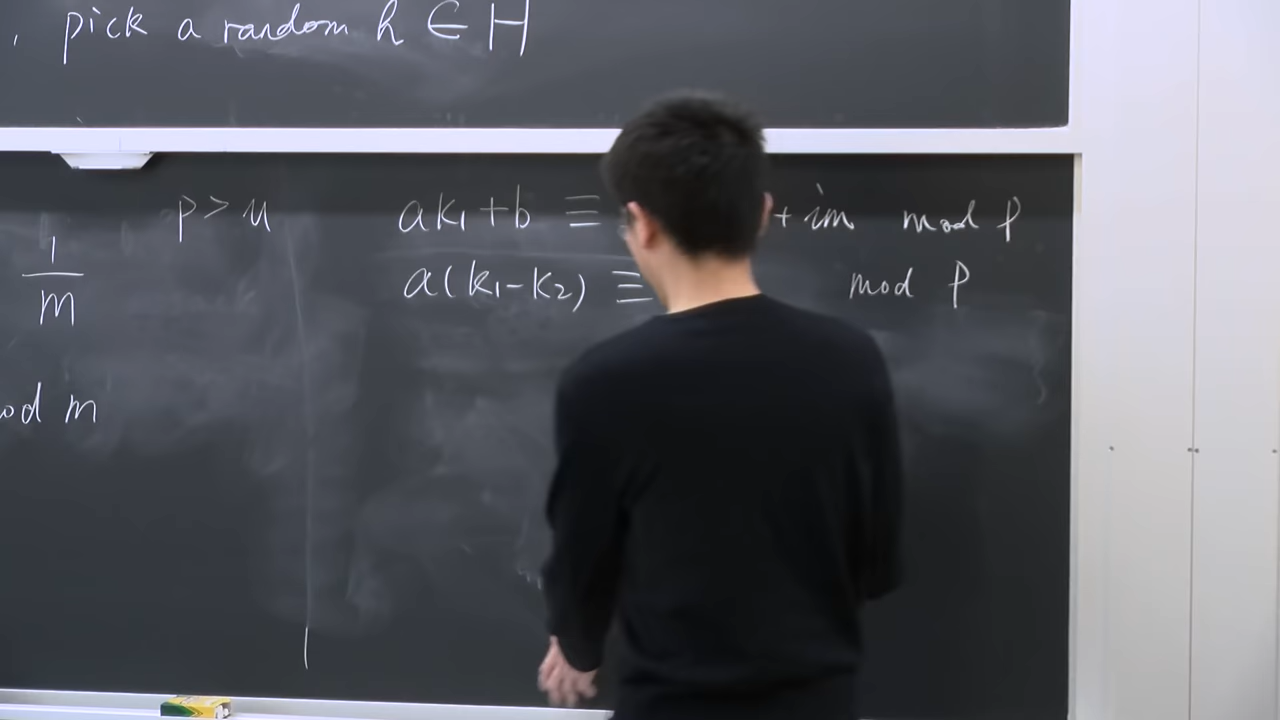 , pick a random h ∈ H
p > u
1/m
od m
ak₁+b ≡ + im mod p
a(k₁-k₂) ≡ mod p